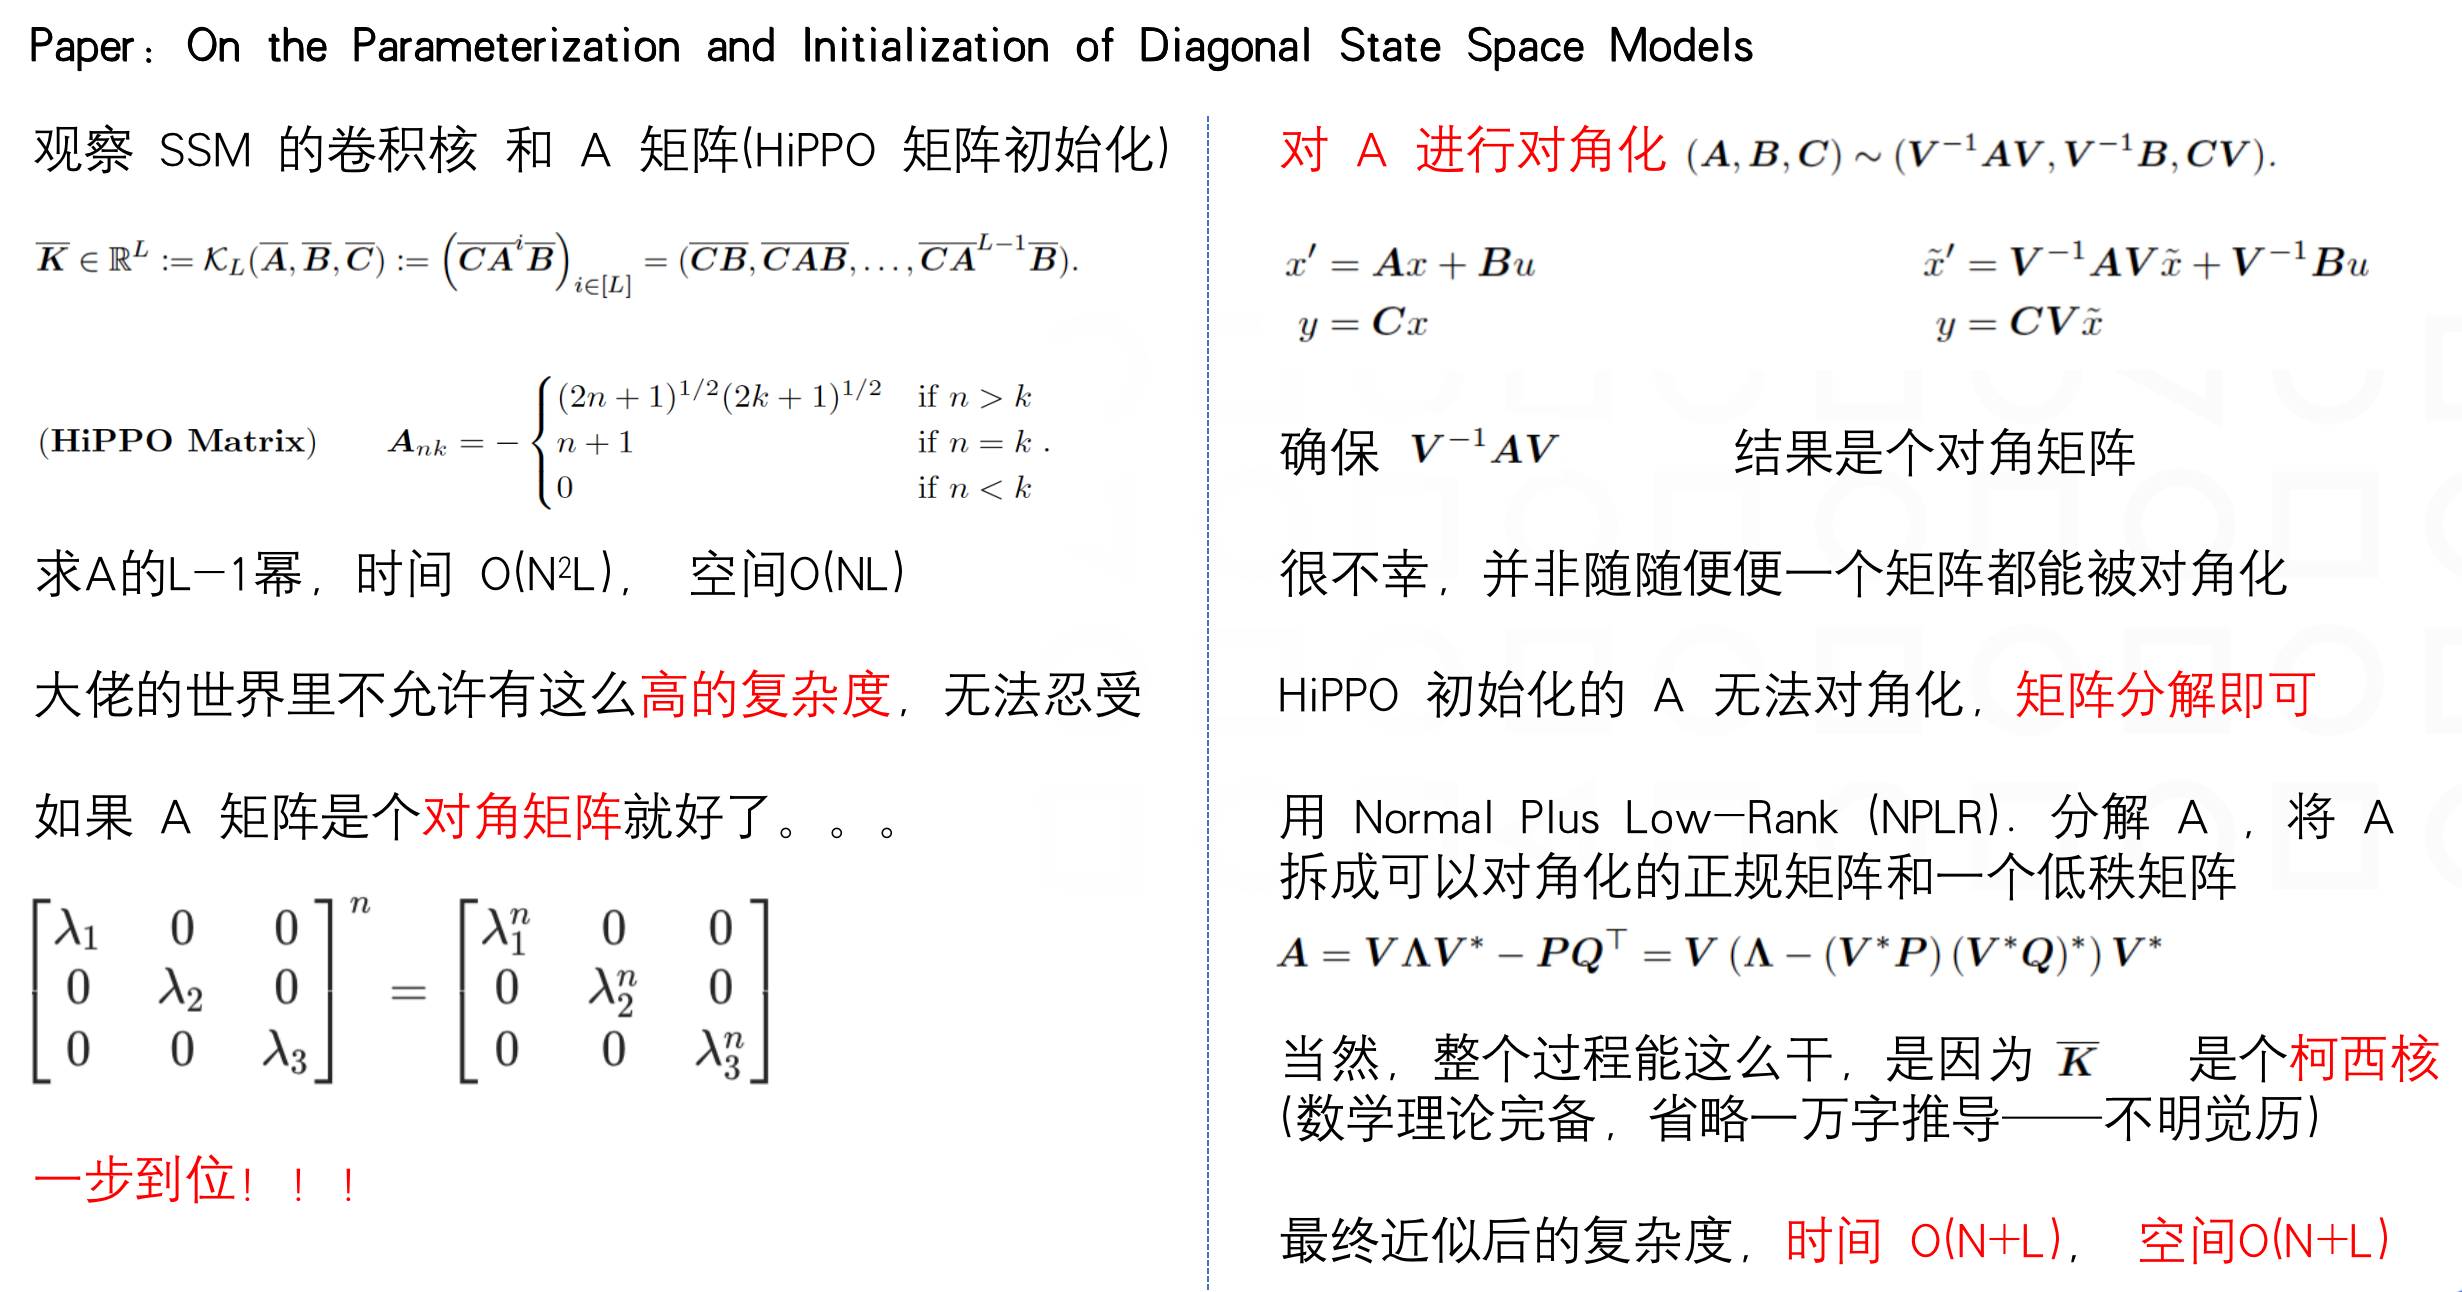 Paper: On the Parameterization and Initialization of Diagonal State Space Models
观察 SSM 的卷积核 和 A 矩阵(HiPPO 矩阵初始化)
$\overline{K} \in \mathbb{R}^L := \mathcal{K}_L(\overline{A}, \overline{B}, \overline{C}) := \left(\overline{C}\overline{A}^i\overline{B}\right)_{i\in[L]} = (\overline{CB}, \overline{CAB}, \ldots, \overline{C}\overline{A}^{L-1}\overline{B}).$
(HiPPO Matrix) $A_{nk} = -\begin{cases} (2n+1)^{1/2}(2k+1)^{1/2} & \text{if } n > k \\ n+1 & \text{if } n = k \\ 0 & \text{if } n < k \end{cases}.$
求A的L-1幂, 时间 O(N²L), 空间O(NL)
大佬的世界里不允许有这么高的复杂度, 无法忍受
如果 A 矩阵是个对角矩阵就好了。。。
$\begin{bmatrix} \lambda_1 & 0 & 0 \\ 0 & \lambda_2 & 0 \\ 0 & 0 & \lambda_3 \end{bmatrix}^n = \begin{bmatrix} \lambda_1^n & 0 & 0 \\ 0 & \lambda_2^n & 0 \\ 0 & 0 & \lambda_3^n \end{bmatrix}$
一步到位! ! !
对 A 进行对角化 $(A, B, C) \sim (V^{-1}AV, V^{-1}B, CV).$
$x' = Ax + Bu$ $\tilde{x}' = V^{-1}AV\tilde{x} + V^{-1}Bu$
$y = Cx$ $y = CV\tilde{x}$
确保 $V^{-1}AV$ 结果是个对角矩阵
很不幸, 并非随随便便一个矩阵都能被对角化
HiPPO 初始化的 A 无法对角化, 矩阵分解即可
用 Normal Plus Low-Rank (NPLR). 分解 A , 将 A
拆成可以对角化的正规矩阵和一个低秩矩阵
$A = V\Lambda V^* - PQ^\top = V\left(\Lambda - (V^*P)(V^*Q)^*\right)V^*$
当然, 整个过程能这么干, 是因为 $\overline{K}$ 是个柯西核
(数学理论完备, 省略一万字推导——不明觉历)
最终近似后的复杂度, 时间 O(N+L), 空间O(N+L)